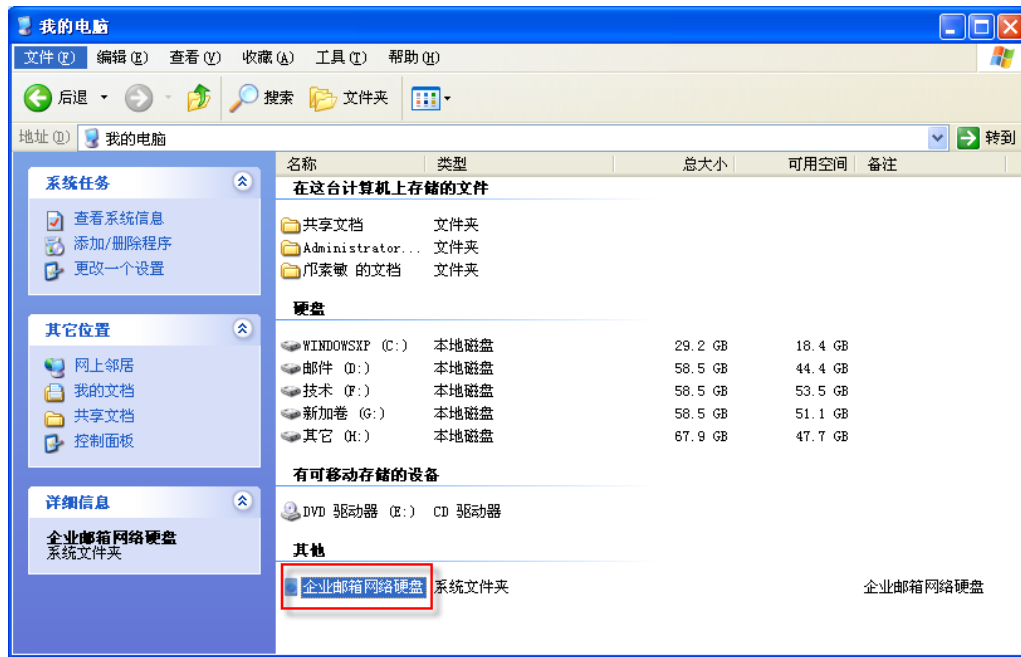 我的电脑
文件(F) 编辑(E) 查看(V) 收藏(A) 工具(T) 帮助(H)
后退 搜索 文件夹
地址(D) 我的电脑 转到
系统任务
查看系统信息
添加/删除程序
更改一个设置
其它位置
网上邻居
我的文档
共享文档
控制面板
详细信息
企业邮箱网络硬盘
系统文件夹
名称 类型 总大小 可用空间 备注
在这台计算机上存储的文件
共享文档 文件夹
Administrator... 文件夹
邝素敏 的文档 文件夹
硬盘
WINDOWSXP (C:) 本地磁盘 29.2 GB 18.4 GB
邮件 (D:) 本地磁盘 58.5 GB 44.4 GB
技术 (F:) 本地磁盘 58.5 GB 53.5 GB
新加卷 (G:) 本地磁盘 58.5 GB 51.1 GB
其它 (H:) 本地磁盘 67.9 GB 47.7 GB
有可移动存储的设备
DVD 驱动器 (E:) CD 驱动器
其他
企业邮箱网络硬盘 系统文件夹 企业邮箱网络硬盘